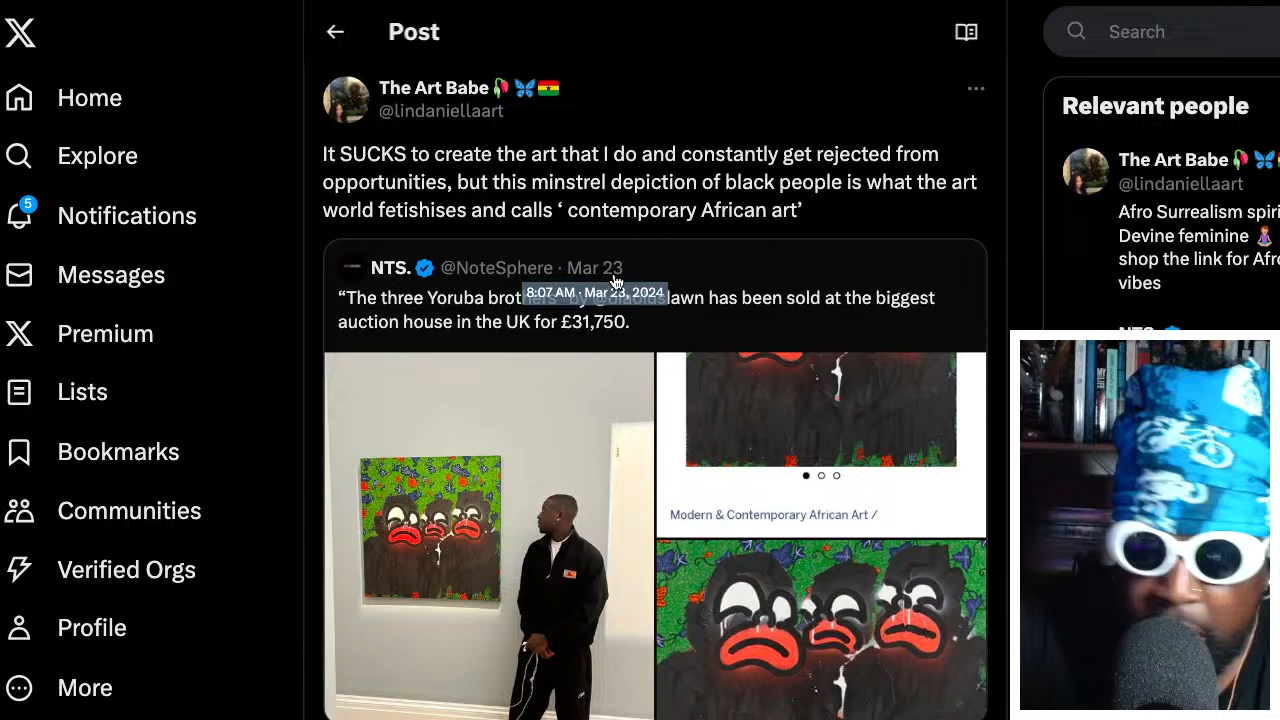 Post
Search
The Art Babe🥀🦋🇬🇭
@lindaniellaart
It SUCKS to create the art that I do and constantly get rejected from
opportunities, but this minstrel depiction of black people is what the art
world fetishises and calls ‘ contemporary African art’
NTS. @NoteSphere · Mar 23
8:07 AM · Mar 23, 2024
“The three Yoruba brothers” by lawn has been sold at the biggest
auction house in the UK for £31,750.
Modern & Contemporary African Art /
Home
Explore
5
Notifications
Messages
Premium
Lists
Bookmarks
Communities
Verified Orgs
Profile
More
Relevant people
The Art Babe🥀🦋
@lindaniellaart
Afro Surrealism spiri
Devine feminine 🧘🏽‍♀️
shop the link for Afro
vibes
NTS.